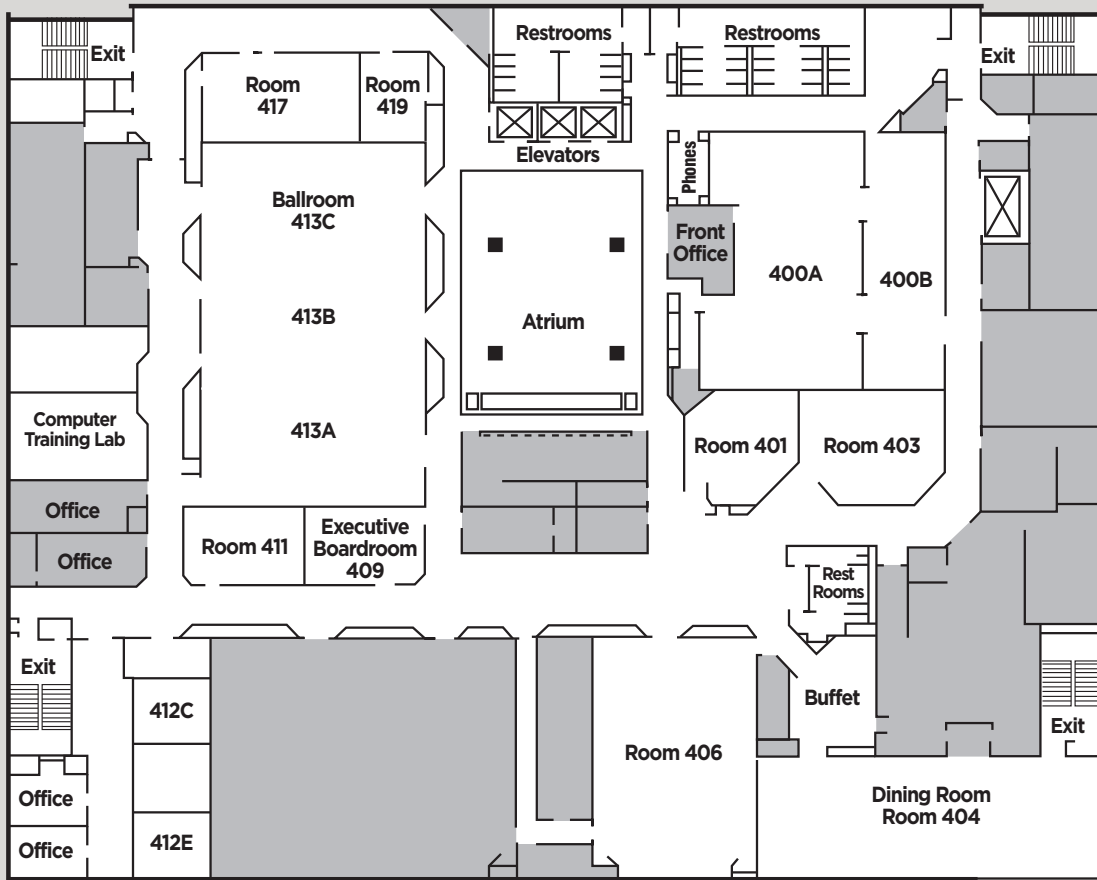 Restrooms
Restrooms
Exit
Exit
Room
417
Room
419
Elevators
Phones
Ballroom
413C
Front
Office
400A
400B
413B
Atrium
Computer
Training Lab
413A
Room 401
Room 403
Office
Office
Room 411
Executive
Boardroom
409
Rest
Rooms
Exit
412C
Buffet
Exit
Room 406
Office
Dining Room
Room 404
Office
412E